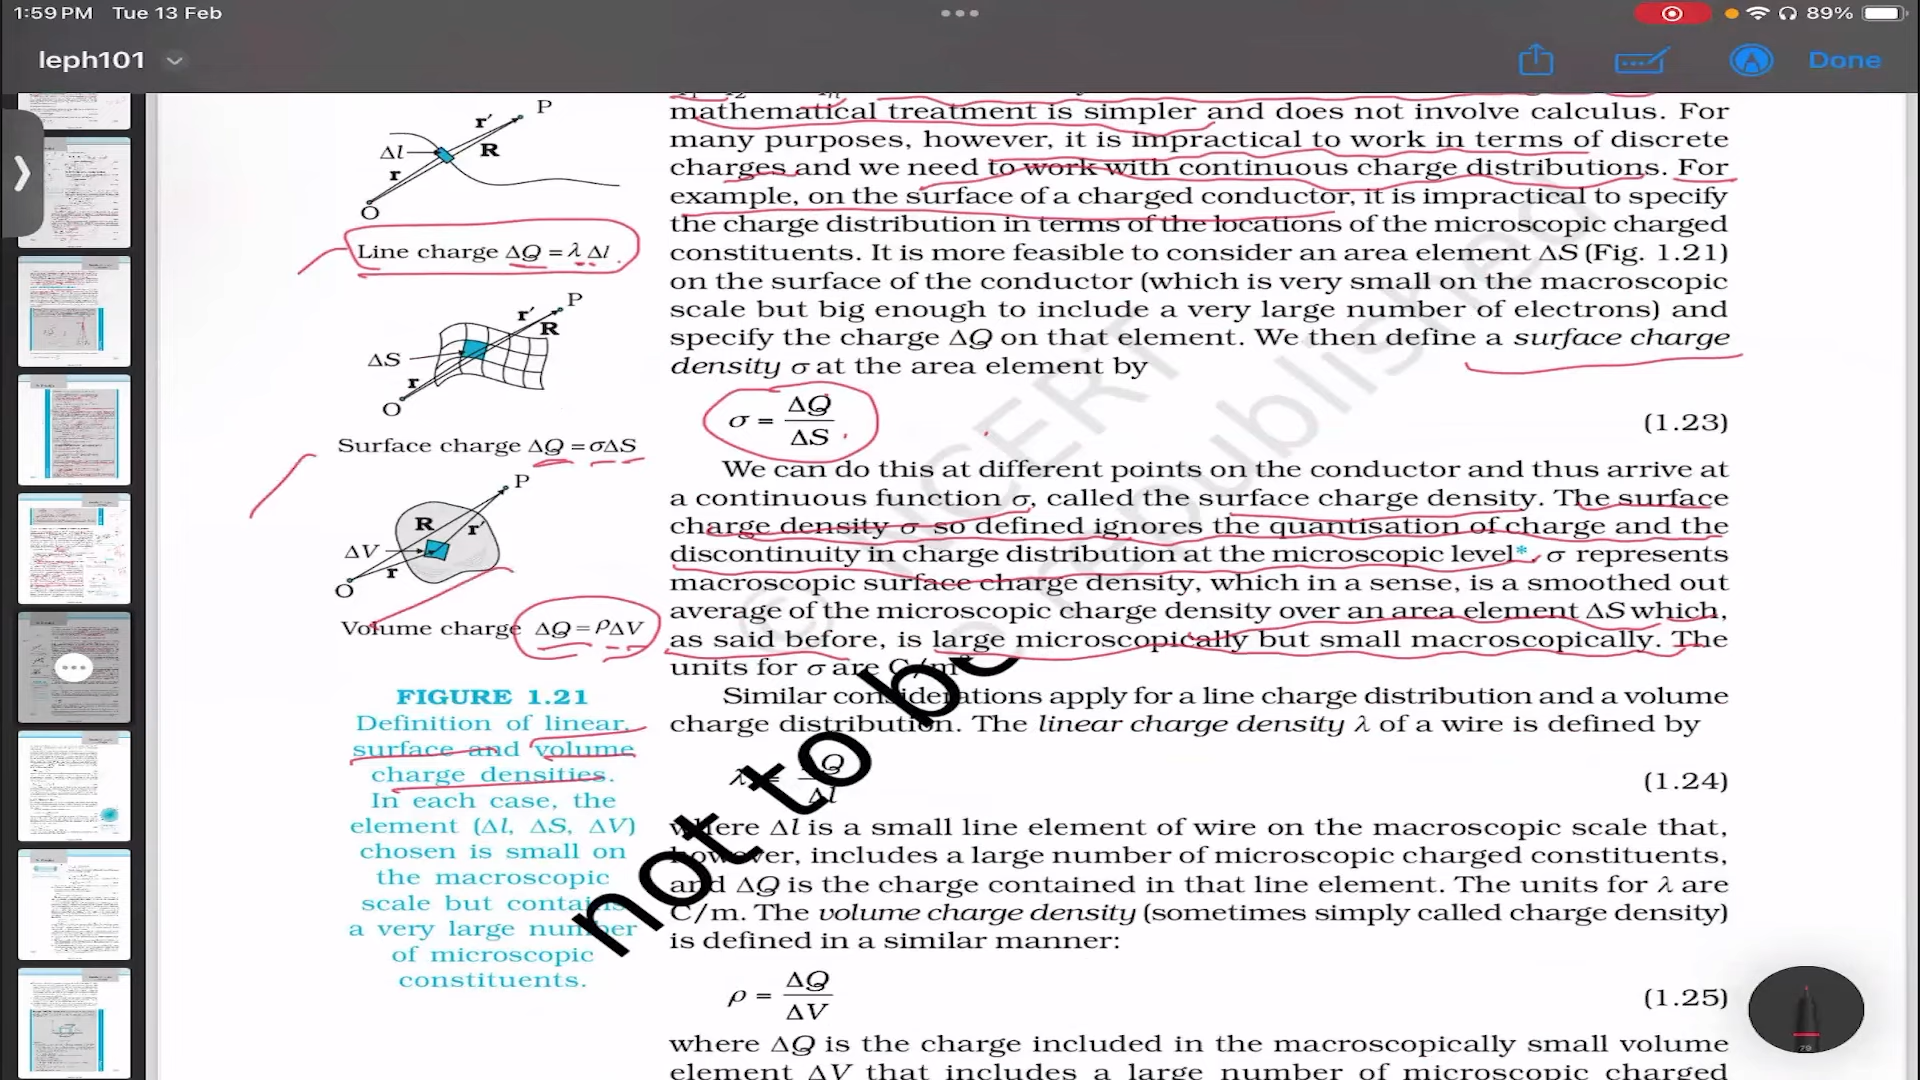 1:59 PM Tue 13 Feb
89%
leph101
Done
P
r′
Δl
R
r
O
Line charge ΔQ = λ Δl
P
r′
R
ΔS
r
O
Surface charge ΔQ = σΔS
P
R
r′
ΔV
r
O
Volume charge ΔQ = ρΔV
FIGURE 1.21
Definition of linear,
surface and volume
charge densities.
In each case, the
element (Δl, ΔS, ΔV)
chosen is small on
the macroscopic
scale but contains
a very large number
of microscopic
constituents.
mathematical treatment is simpler and does not involve calculus. For
many purposes, however, it is impractical to work in terms of discrete
charges and we need to work with continuous charge distributions. For
example, on the surface of a charged conductor, it is impractical to specify
the charge distribution in terms of the locations of the microscopic charged
constituents. It is more feasible to consider an area element ΔS (Fig. 1.21)
on the surface of the conductor (which is very small on the macroscopic
scale but big enough to include a very large number of electrons) and
specify the charge ΔQ on that element. We then define a surface charge
density σ at the area element by
σ = ΔQ/ΔS (1.23)
We can do this at different points on the conductor and thus arrive at
a continuous function σ, called the surface charge density. The surface
charge density σ so defined ignores the quantisation of charge and the
discontinuity in charge distribution at the microscopic level*. σ represents
macroscopic surface charge density, which in a sense, is a smoothed out
average of the microscopic charge density over an area element ΔS which,
as said before, is large microscopically but small macroscopically. The
units for σ are C/m²
Similar considerations apply for a line charge distribution and a volume
charge distribution. The linear charge density λ of a wire is defined by
λ = ΔQ/Δl (1.24)
where Δl is a small line element of wire on the macroscopic scale that,
however, includes a large number of microscopic charged constituents,
and ΔQ is the charge contained in that line element. The units for λ are
C/m. The volume charge density (sometimes simply called charge density)
is defined in a similar manner:
ρ = ΔQ/ΔV (1.25)
where ΔQ is the charge included in the macroscopically small volume
element ΔV that includes a large number of microscopic charged
© NCERT
not to be republished
79